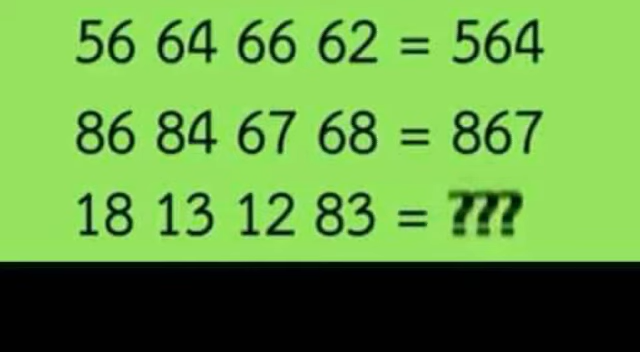 56 64 66 62 = 564
86 84 67 68 = 867
18 13 12 83 = ???